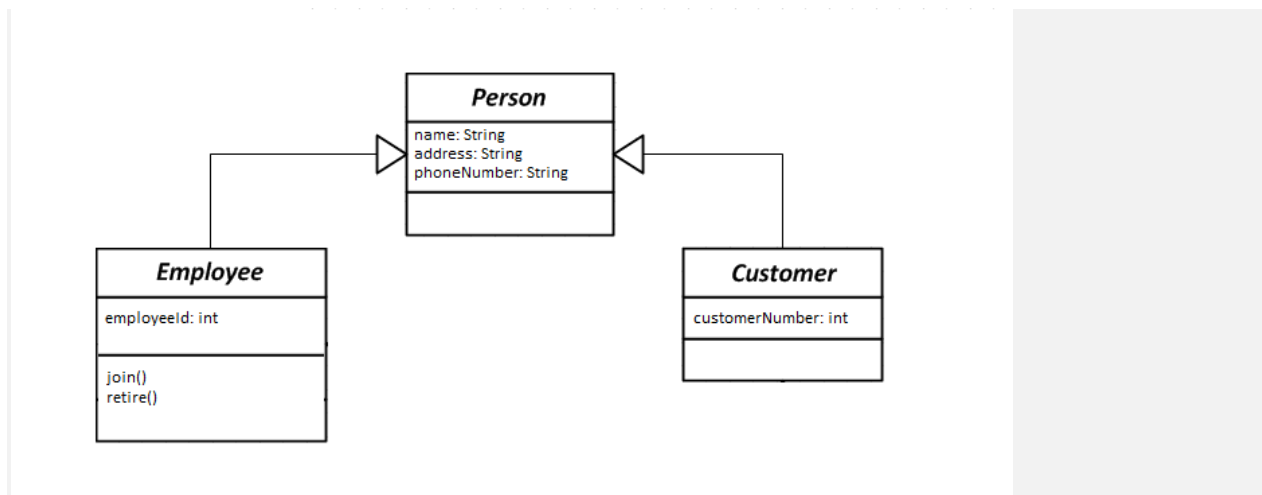 Person
name: String
address: String
phoneNumber: String
Employee
employeeId: int
join()
retire()
Customer
customerNumber: int